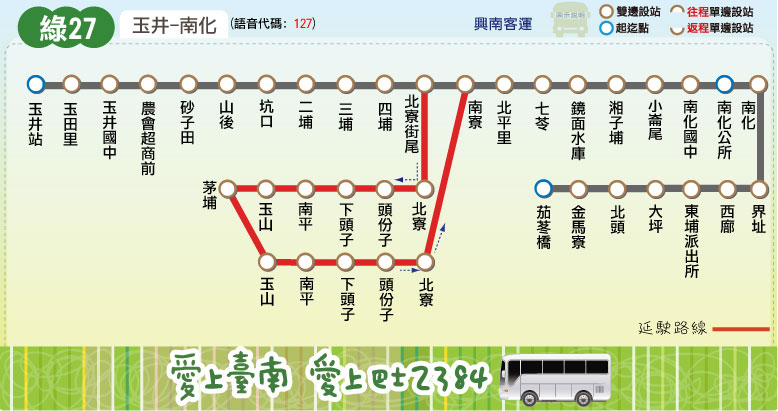 綠27
玉井-南化
(語音代碼: 127)
興南客運
乘車說明
雙邊設站
往程單邊設站
起迄點
返程單邊設站
玉井站
玉田里
玉井國中
農會超商前
砂子田
山後
坑口
二埔
三埔
四埔
北寮街尾
南寮
北平里
七苓
鏡面水庫
湘子埔
小崙尾
南化國中
南化公所
南化
茅埔
玉山
南平
下頭子
頭份子
北寮
茄苳橋
金馬寮
北頭
大坪
東埔派出所
西廍
界址
玉山
南平
下頭子
頭份子
北寮
延駛路線
愛上臺南 愛上巴士2384